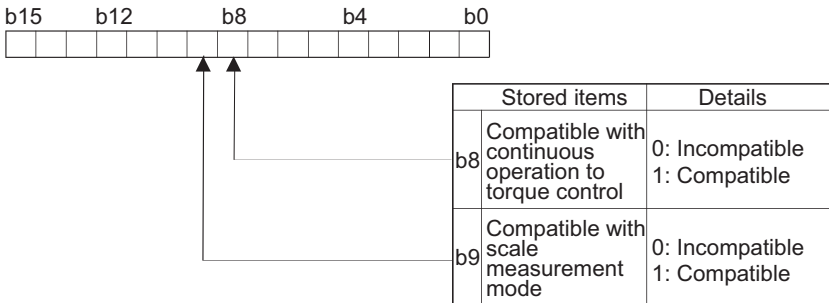 b15 b12 b8 b4 b0
Stored items Details
b8 Compatible with continuous operation to torque control 0: Incompatible 1: Compatible
b9 Compatible with scale measurement mode 0: Incompatible 1: Compatible